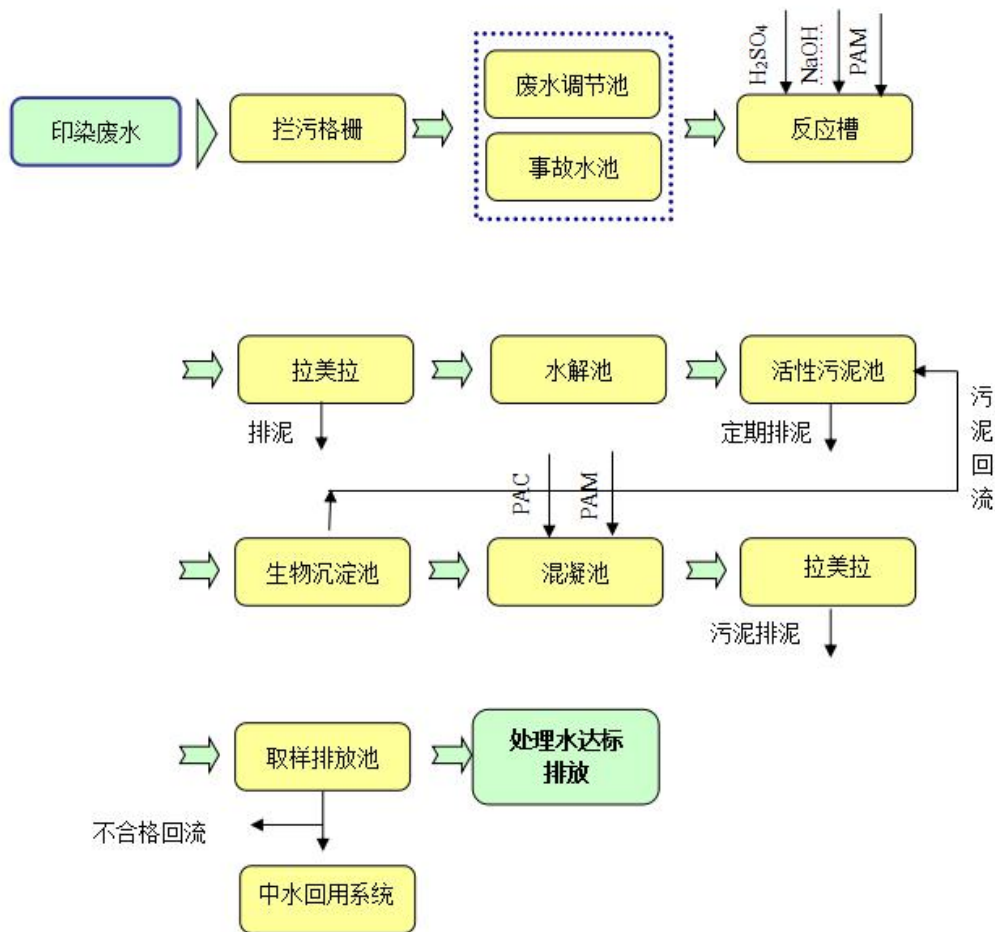 印染废水
拦污格栅
废水调节池
事故水池
H₂SO₄
NaOH
PAM
反应槽
拉美拉
水解池
活性污泥池
排泥
定期排泥
污泥回流
PAC
PAM
生物沉淀池
混凝池
拉美拉
污泥排泥
取样排放池
处理水达标
排放
不合格回流
中水回用系统